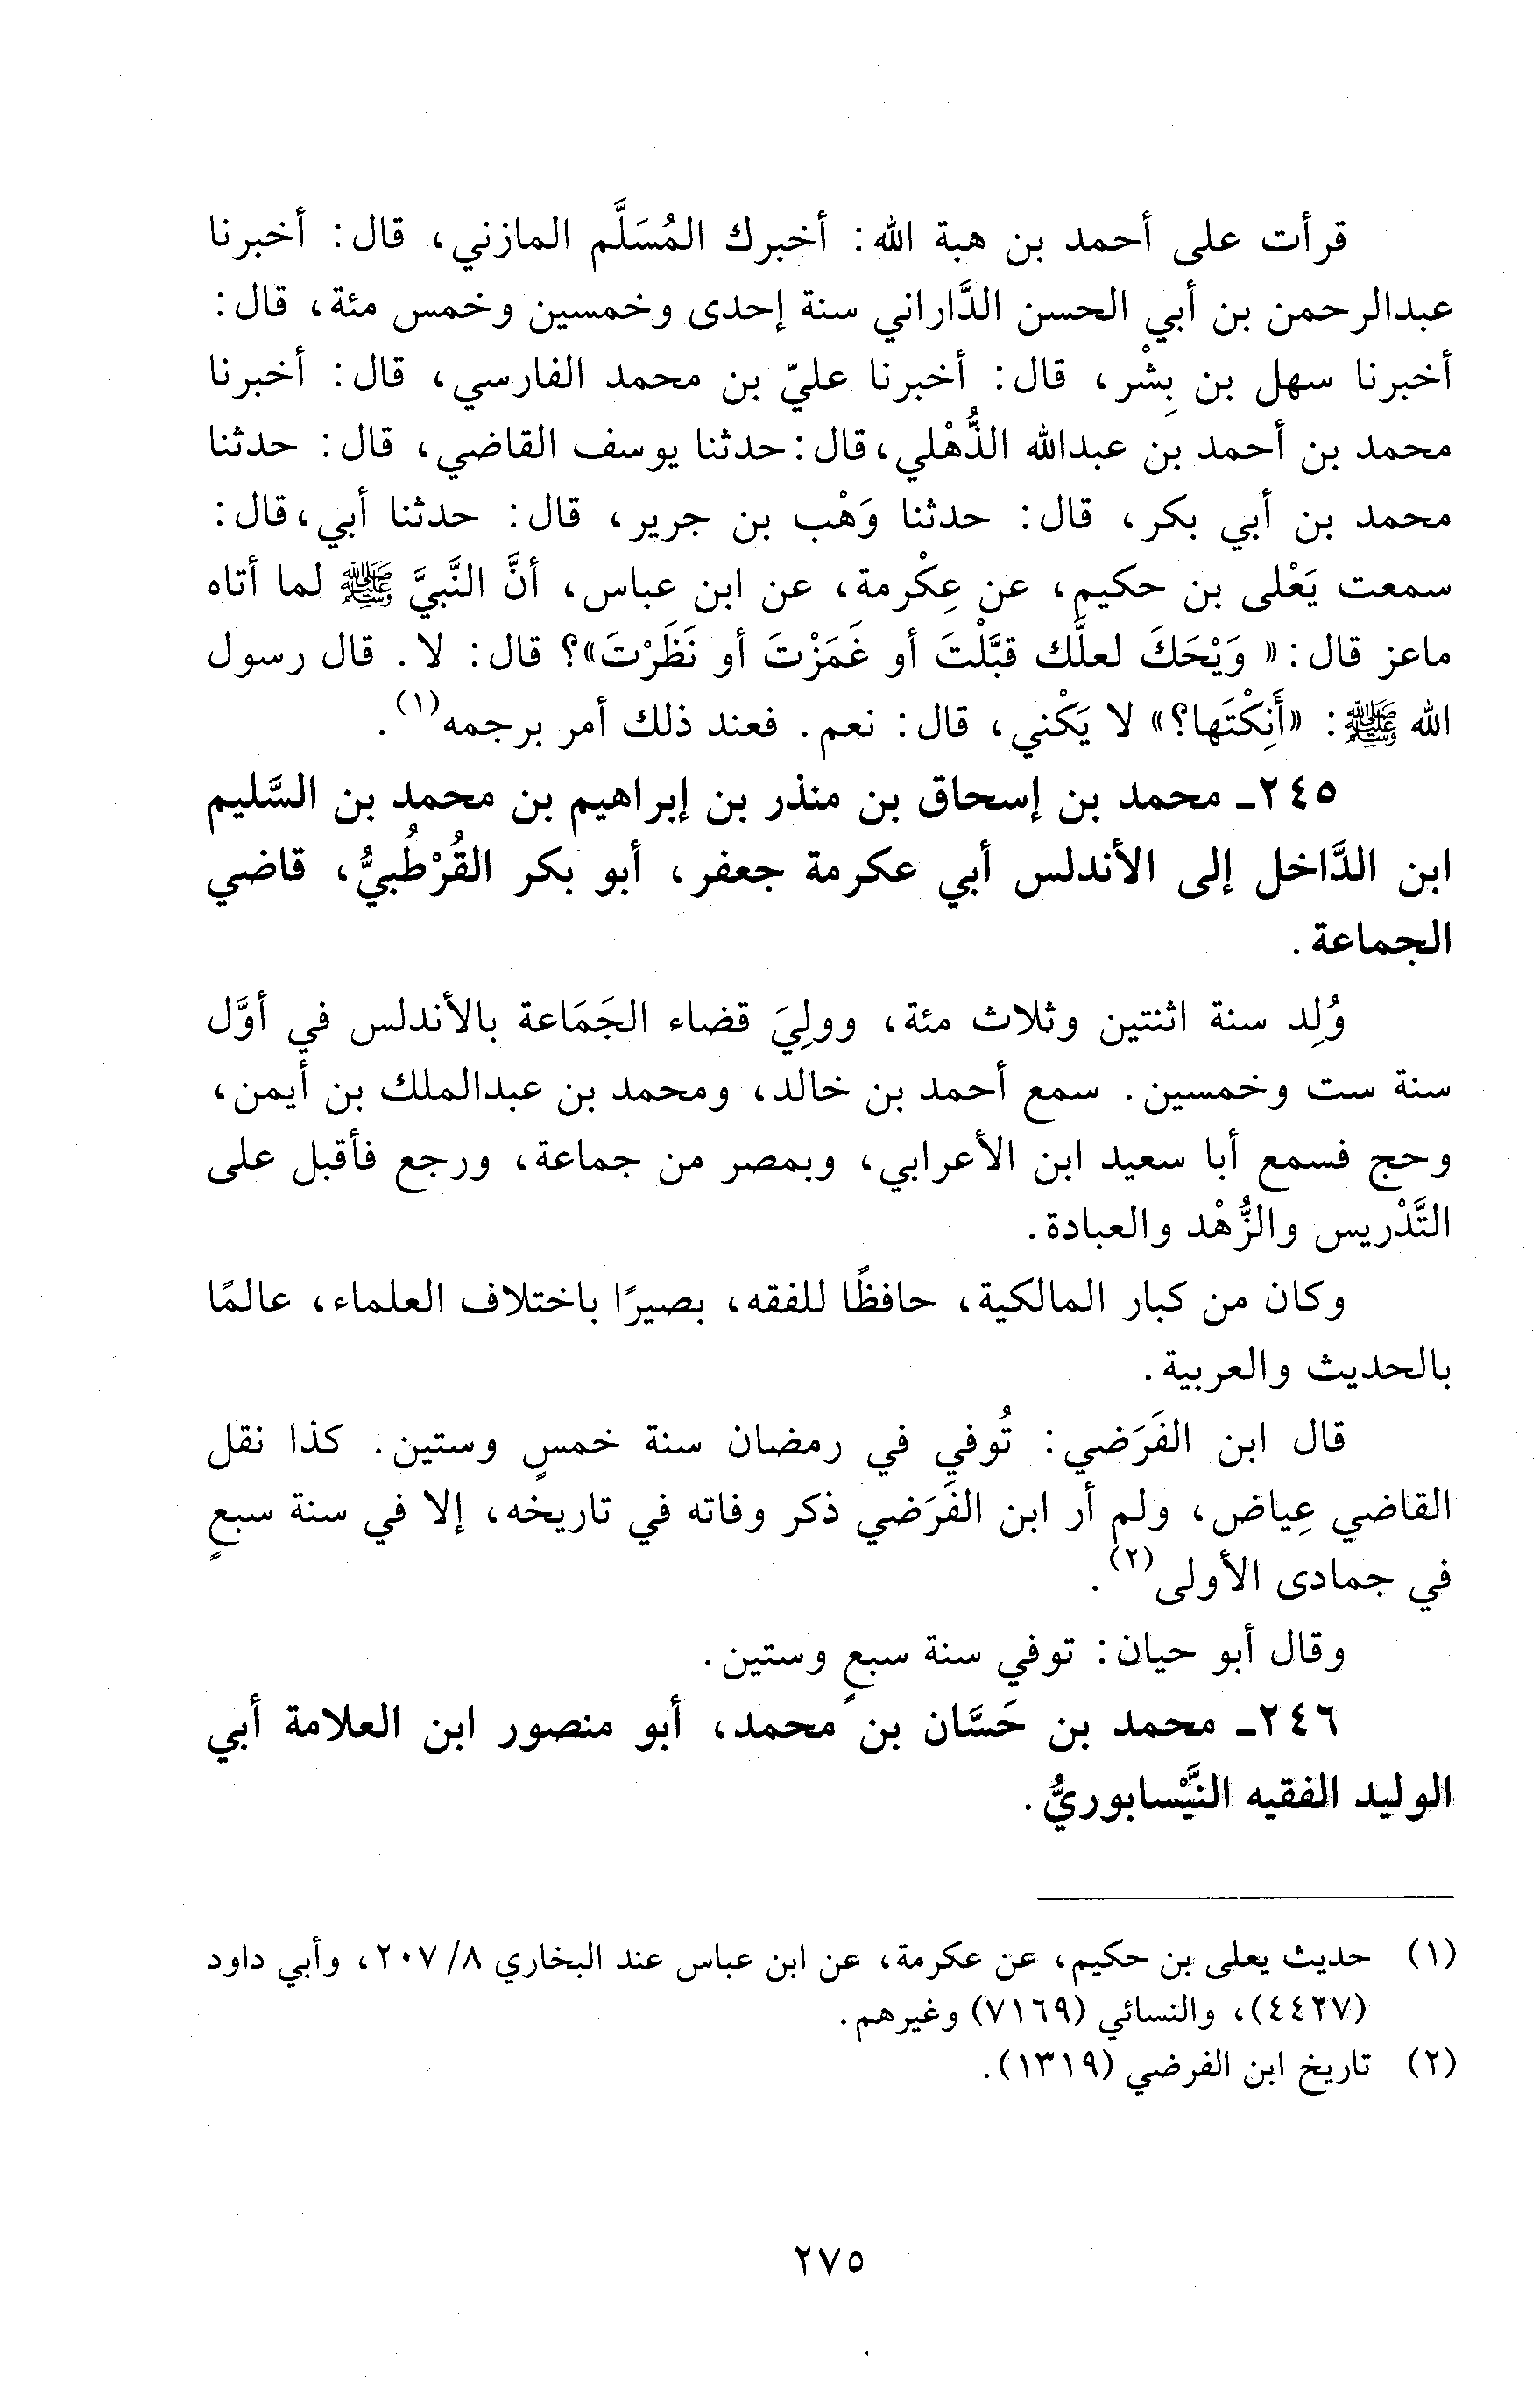 قرأت على أحمد بن هبة الله: أخبرك المُسَلَّم المازني، قال: أخبرنا
عبدالرحمن بن أبي الحسن الدَّاراني سنة إحدى وخمسين وخمس مئة، قال:
أخبرنا سهل بن بِشْر، قال: أخبرنا عليّ بن محمد الفارسي، قال: أخبرنا
محمد بن أحمد بن عبدالله الذُّهْلي، قال: حدثنا يوسف القاضي، قال: حدثنا
محمد بن أبي بكر، قال: حدثنا وَهْب بن جرير، قال: حدثنا أبي، قال:
سمعت يَعْلى بن حكيم، عن عِكْرمة، عن ابن عباس، أنَّ النَّبيَّ ﷺ لما أتاه
ماعز قال: « وَيْحَكَ لعلَّك قبَّلْتَ أو غَمَزْتَ أو نَظَرْتَ»؟ قال: لا. قال رسول
الله ﷺ: «أَنِكْتَها؟» لا يَكْني، قال: نعم. فعند ذلك أمر برجمه(١).
٢٤٥ـ محمد بن إسحاق بن منذر بن إبراهيم بن محمد بن السَّليم
ابن الدَّاخل إلى الأندلس أبي عكرمة جعفر، أبو بكر القُرْطُبيُّ، قاضي
الجماعة.
وُلِد سنة اثنتين وثلاث مئة، وولِيَ قضاء الجَمَاعة بالأندلس في أوَّل
سنة ست وخمسين. سمع أحمد بن خالد، ومحمد بن عبدالملك بن أيمن،
وحج فسمع أبا سعيد ابن الأعرابي، وبمصر من جماعة، ورجع فأقبل على
التَّدْريس والزُّهْد والعبادة.
وكان من كبار المالكية، حافظًا للفقه، بصيرًا باختلاف العلماء، عالمًا
بالحديث والعربية.
قال ابن الفَرَضي: تُوفي في رمضان سنة خمسٍ وستين. كذا نقل
القاضي عِياض، ولم أر ابن الفَرَضي ذكر وفاته في تاريخه، إلا في سنة سبعٍ
في جمادى الأولى(٢).
وقال أبو حيان: توفي سنة سبعٍ وستين.
٢٤٦ـ محمد بن حَسَّان بن محمد، أبو منصور ابن العلامة أبي
الوليد الفقيه النَّيْسابوريُّ.
(١) حديث يعلى بن حكيم، عن عكرمة، عن ابن عباس عند البخاري ٨/ ٢٠٧، وأبي داود
(٤٤٢٧)، والنسائي (٧١٦٩) وغيرهم.
(٢) تاريخ ابن الفرضي (١٣١٩).
٢٧٥